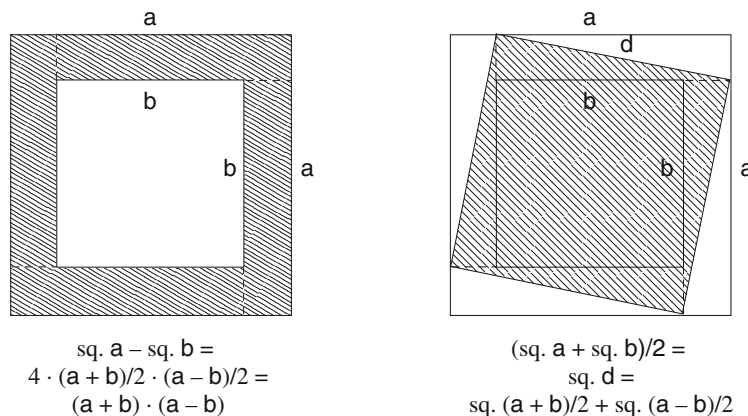 a
b
b
a
sq. a – sq. b =
4 · (a + b)/2 · (a – b)/2 =
(a + b) · (a – b)
a
d
b
b
a
(sq. a + sq. b)/2 =
sq. d =
sq. (a + b)/2 + sq. (a – b)/2